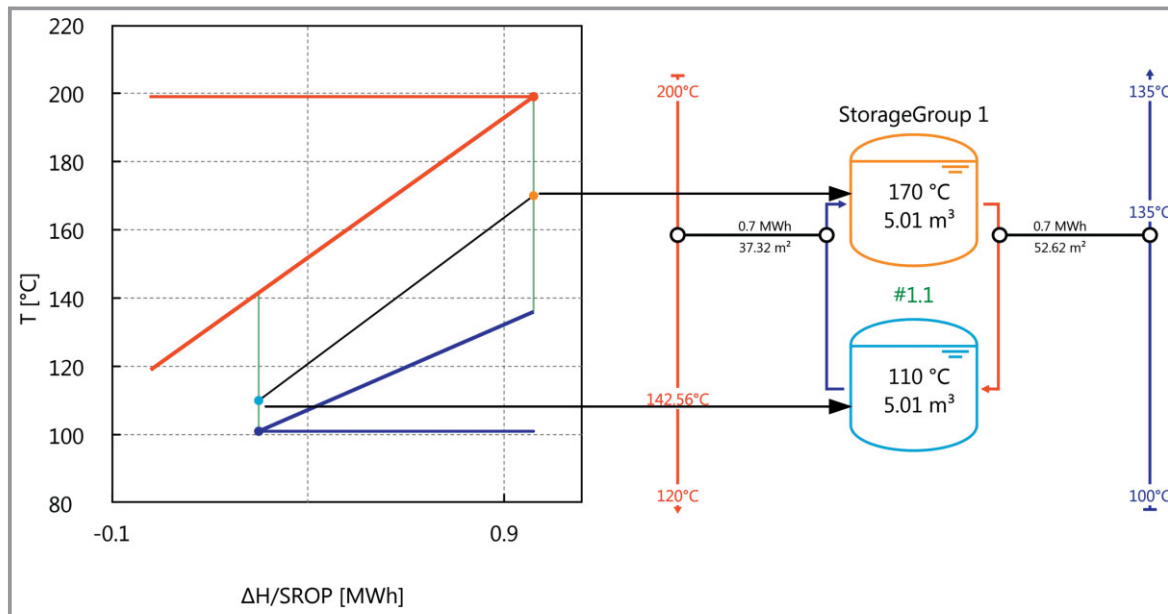 220
200
180
160
140
120
100
80
T [°C]
-0.1
0.9
ΔH/SROP [MWh]
200°C
142.56°C
120°C
0.7 MWh
37.32 m²
StorageGroup 1
170 °C
5.01 m³
#1.1
110 °C
5.01 m³
0.7 MWh
52.62 m²
135°C
135°C
100°C